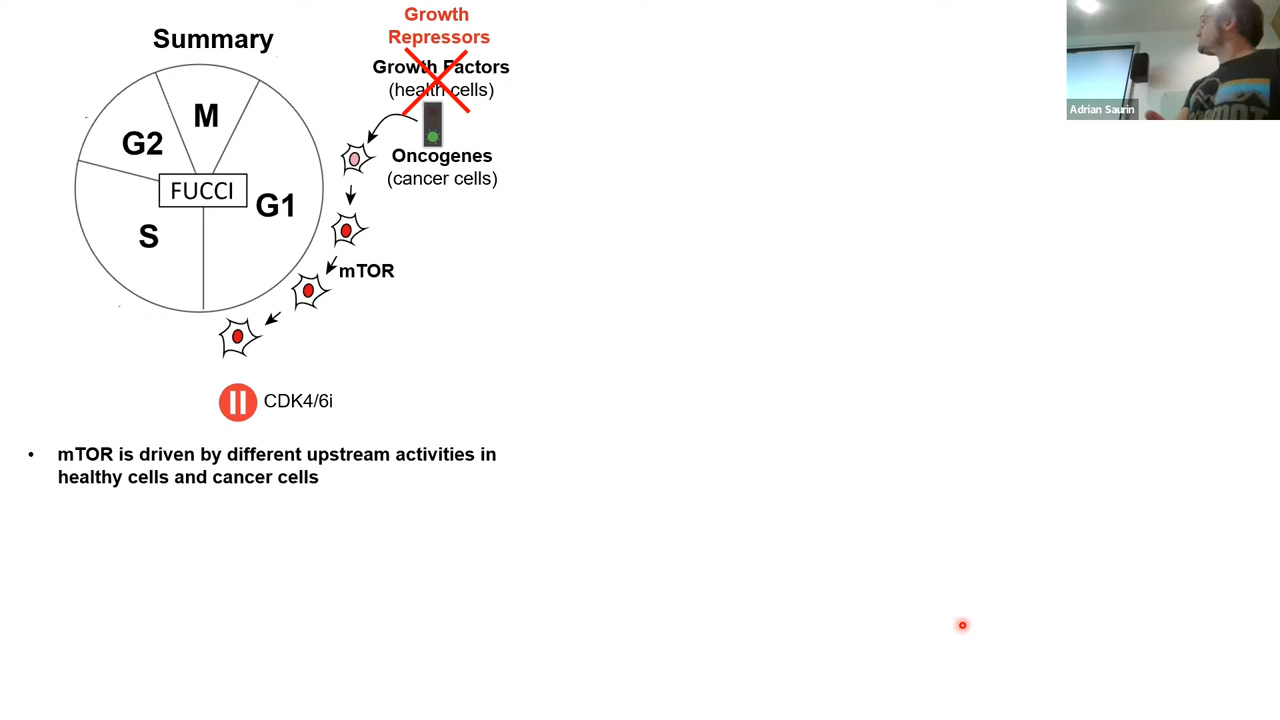 Summary
Growth
Repressors
Growth Factors
(health cells)
Oncogenes
(cancer cells)
M
G2
FUCCI
G1
S
mTOR
CDK4/6i
• mTOR is driven by different upstream activities in
healthy cells and cancer cells
Adrian Saurin